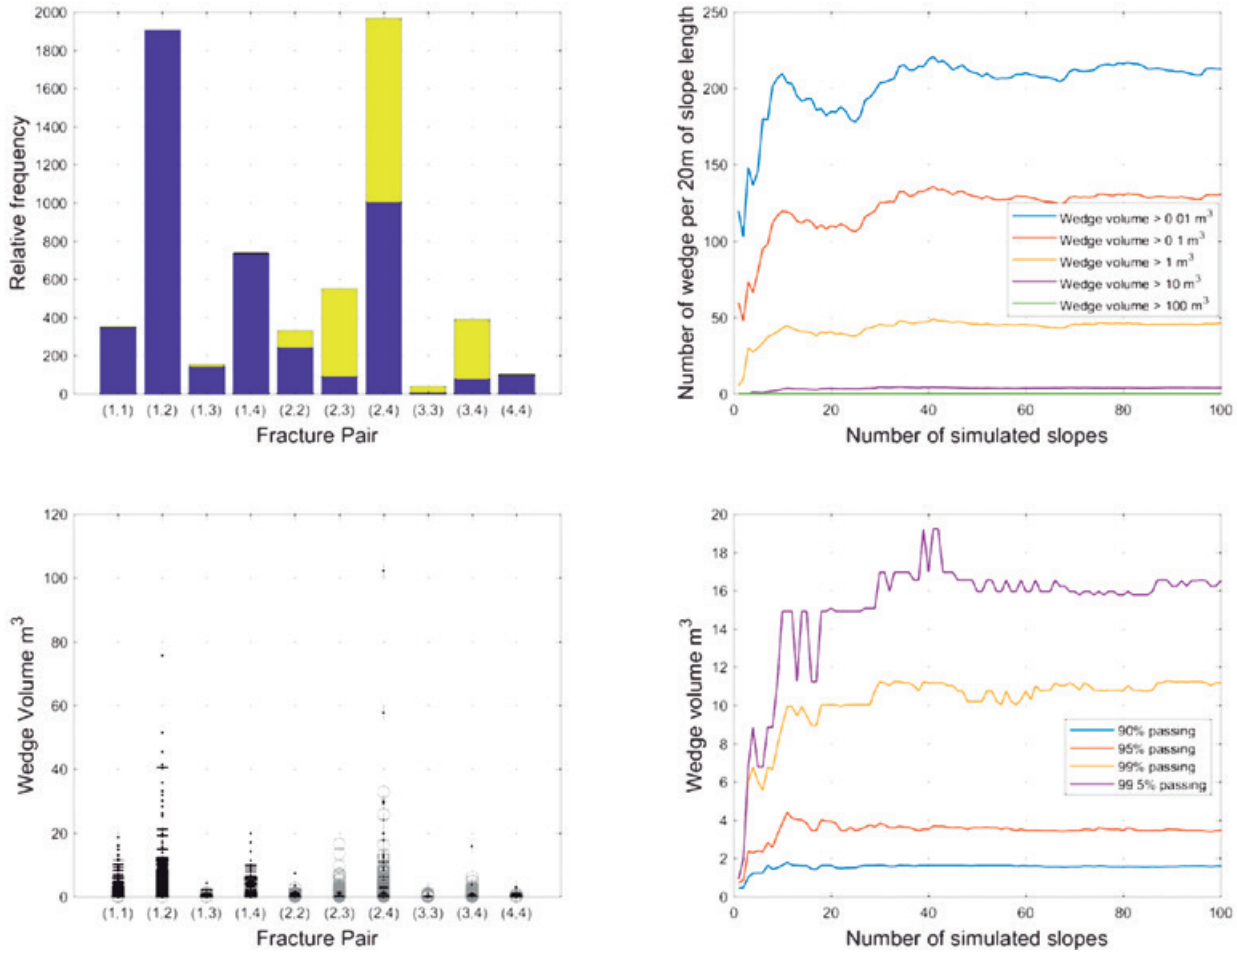 2000
1800
1600
1400
1200
1000
800
600
400
200
0
Relative frequency
(1,1) (1,2) (1,3) (1,4) (2,2) (2,3) (2,4) (3,3) (3,4) (4,4)
Fracture Pair
250
200
150
100
50
0
Number of wedge per 20m of slope length
Wedge volume > 0 01 m³
Wedge volume > 0 1 m³
Wedge volume > 1 m³
Wedge volume > 10 m³
Wedge volume > 100 m³
0 20 40 60 80 100
Number of simulated slopes
120
100
80
60
40
20
0
Wedge Volume m³
(1,1) (1,2) (1,3) (1,4) (2,2) (2,3) (2,4) (3,3) (3,4) (4,4)
Fracture Pair
20
18
16
14
12
10
8
6
4
2
0
Wedge volume m³
90% passing
95% passing
99% passing
99 5% passing
0 20 40 60 80 100
Number of simulated slopes